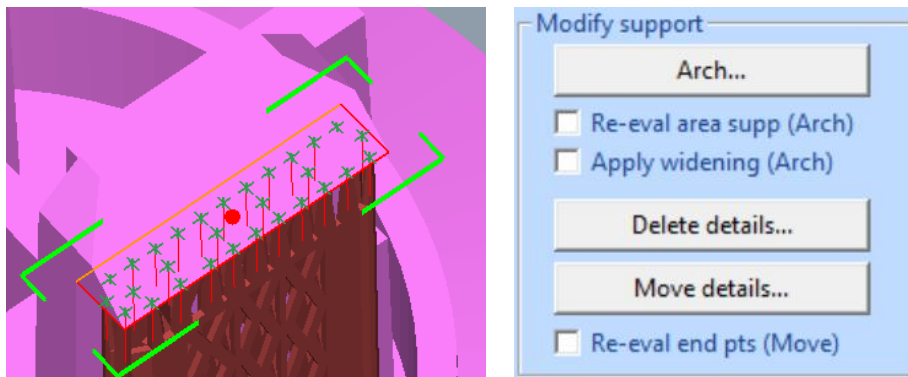 Modify support
Arch...
Re-eval area supp (Arch)
Apply widening (Arch)
Delete details...
Move details...
Re-eval end pts (Move)